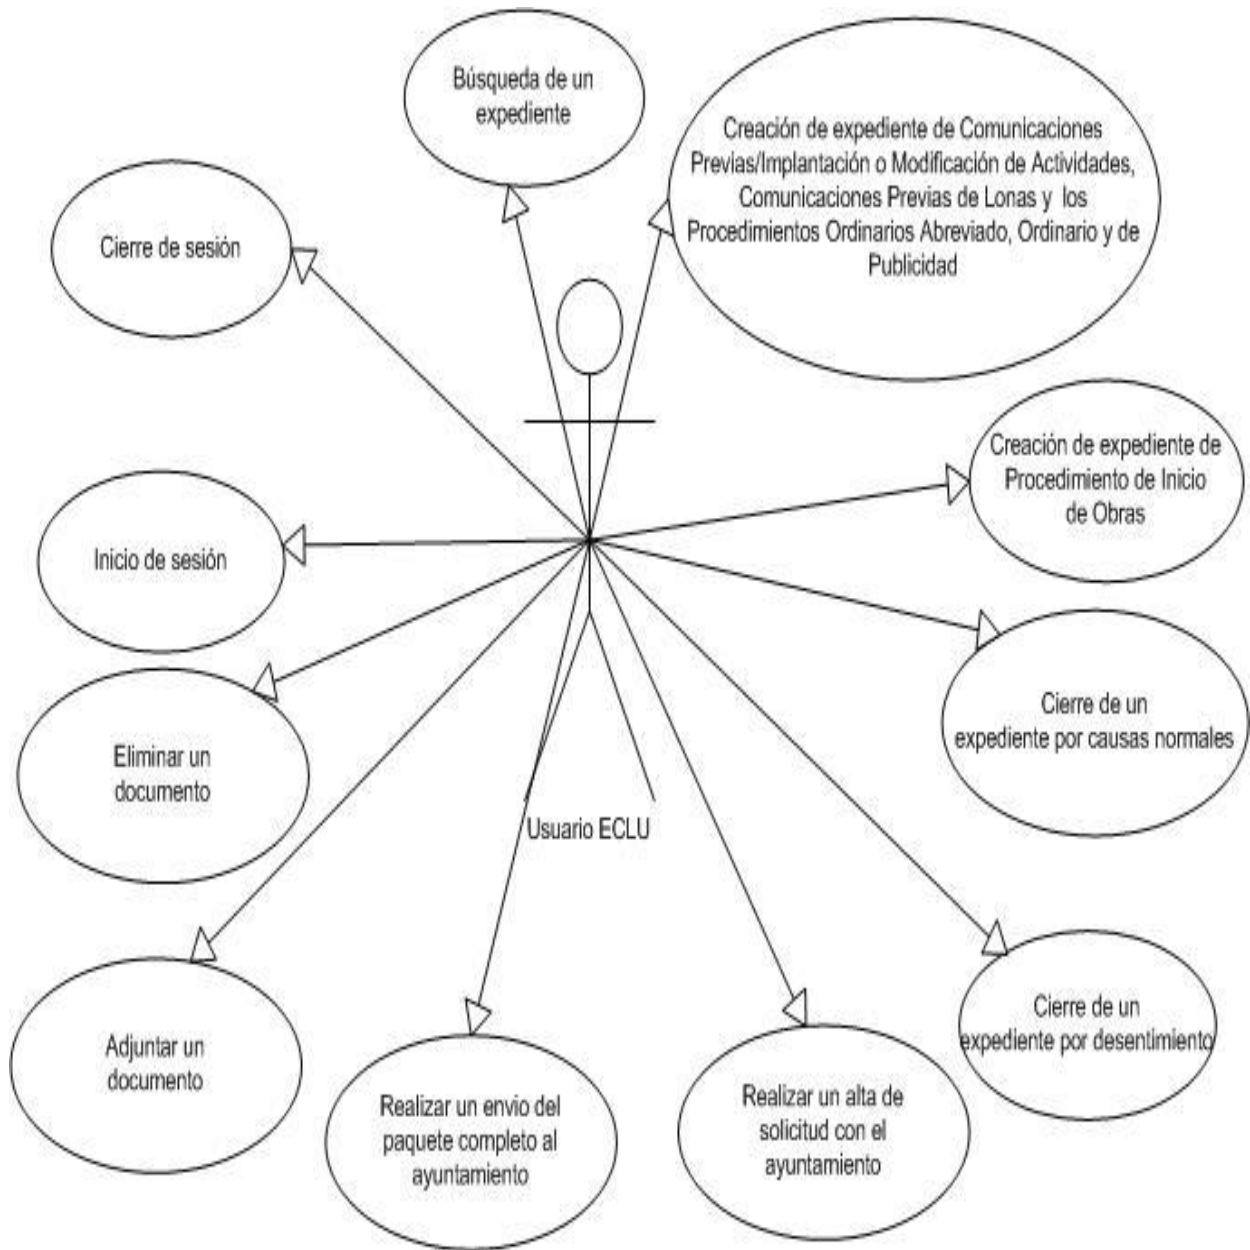 Búsqueda de un
expediente
Creación de expediente de Comunicaciones
Previas/Implantación o Modificación de Actividades,
Comunicaciones Previas de Lonas y los
Procedimientos Ordinarios Abreviado, Ordinario y de
Publicidad
Cierre de sesión
Creación de expediente de
Procedimiento de Inicio
de Obras
Inicio de sesión
Cierre de un
expediente por causas normales
Eliminar un
documento
Usuario ECLU
Cierre de un
expediente por desentimiento
Adjuntar un
documento
Realizar un envio del
paquete completo al
ayuntamiento
Realizar un alta de
solicitud con el
ayuntamiento